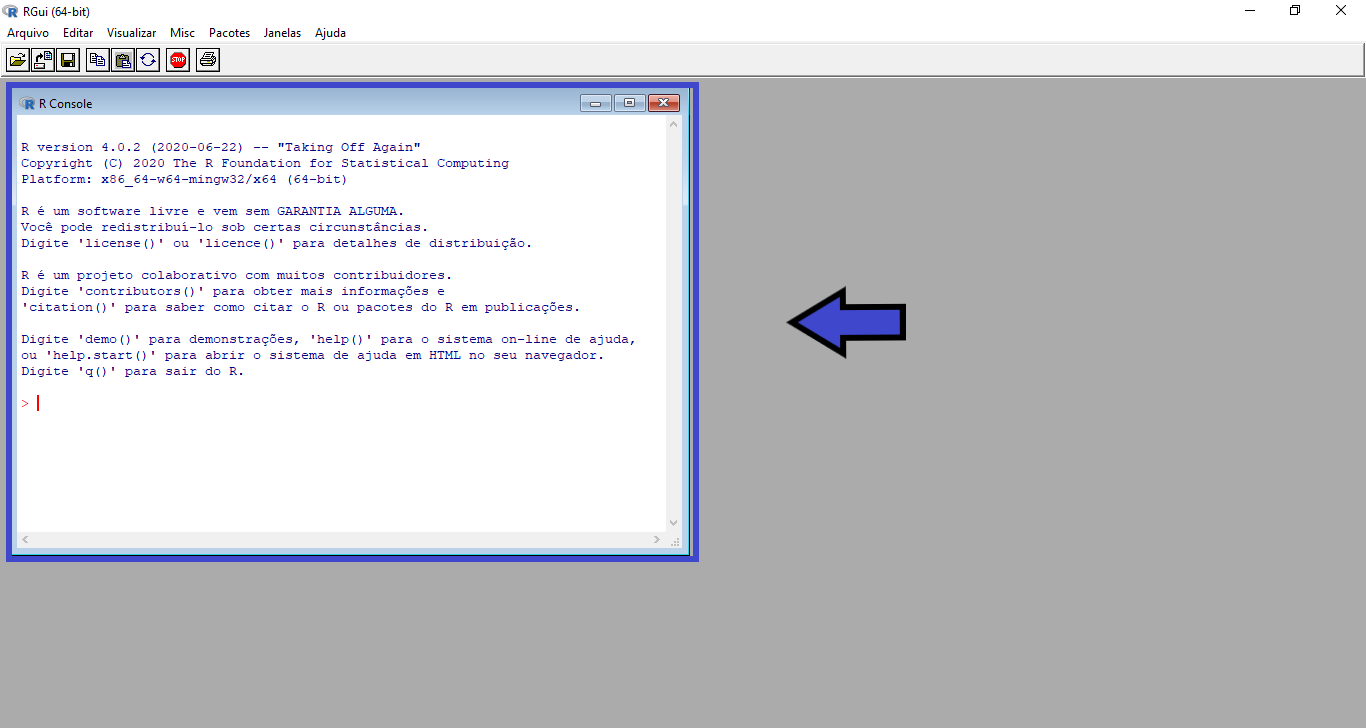 RGui (64-bit)
Arquivo Editar Visualizar Misc Pacotes Janelas Ajuda
STOP
R Console
R version 4.0.2 (2020-06-22) -- "Taking Off Again"
Copyright (C) 2020 The R Foundation for Statistical Computing
Platform: x86_64-w64-mingw32/x64 (64-bit)
R é um software livre e vem sem GARANTIA ALGUMA.
Você pode redistribuí-lo sob certas circunstâncias.
Digite 'license()' ou 'licence()' para detalhes de distribuição.
R é um projeto colaborativo com muitos contribuidores.
Digite 'contributors()' para obter mais informações e
'citation()' para saber como citar o R ou pacotes do R em publicações.
Digite 'demo()' para demonstrações, 'help()' para o sistema on-line de ajuda,
ou 'help.start()' para abrir o sistema de ajuda em HTML no seu navegador.
Digite 'q()' para sair do R.
>